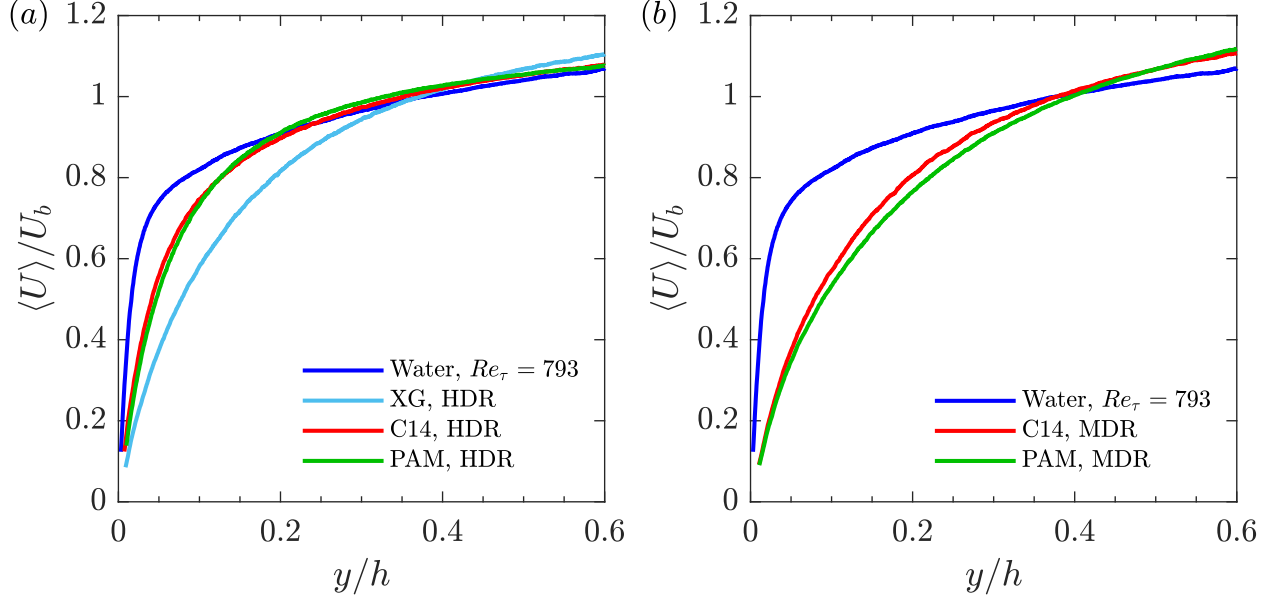 (a)
1.2
1
0.8
0.6
0.4
0.2
0
0 0.2 0.4 0.6
⟨U⟩/U_b
y/h
Water, Re_τ = 793
XG, HDR
C14, HDR
PAM, HDR
(b)
1.2
1
0.8
0.6
0.4
0.2
0
0 0.2 0.4 0.6
⟨U⟩/U_b
y/h
Water, Re_τ = 793
C14, MDR
PAM, MDR